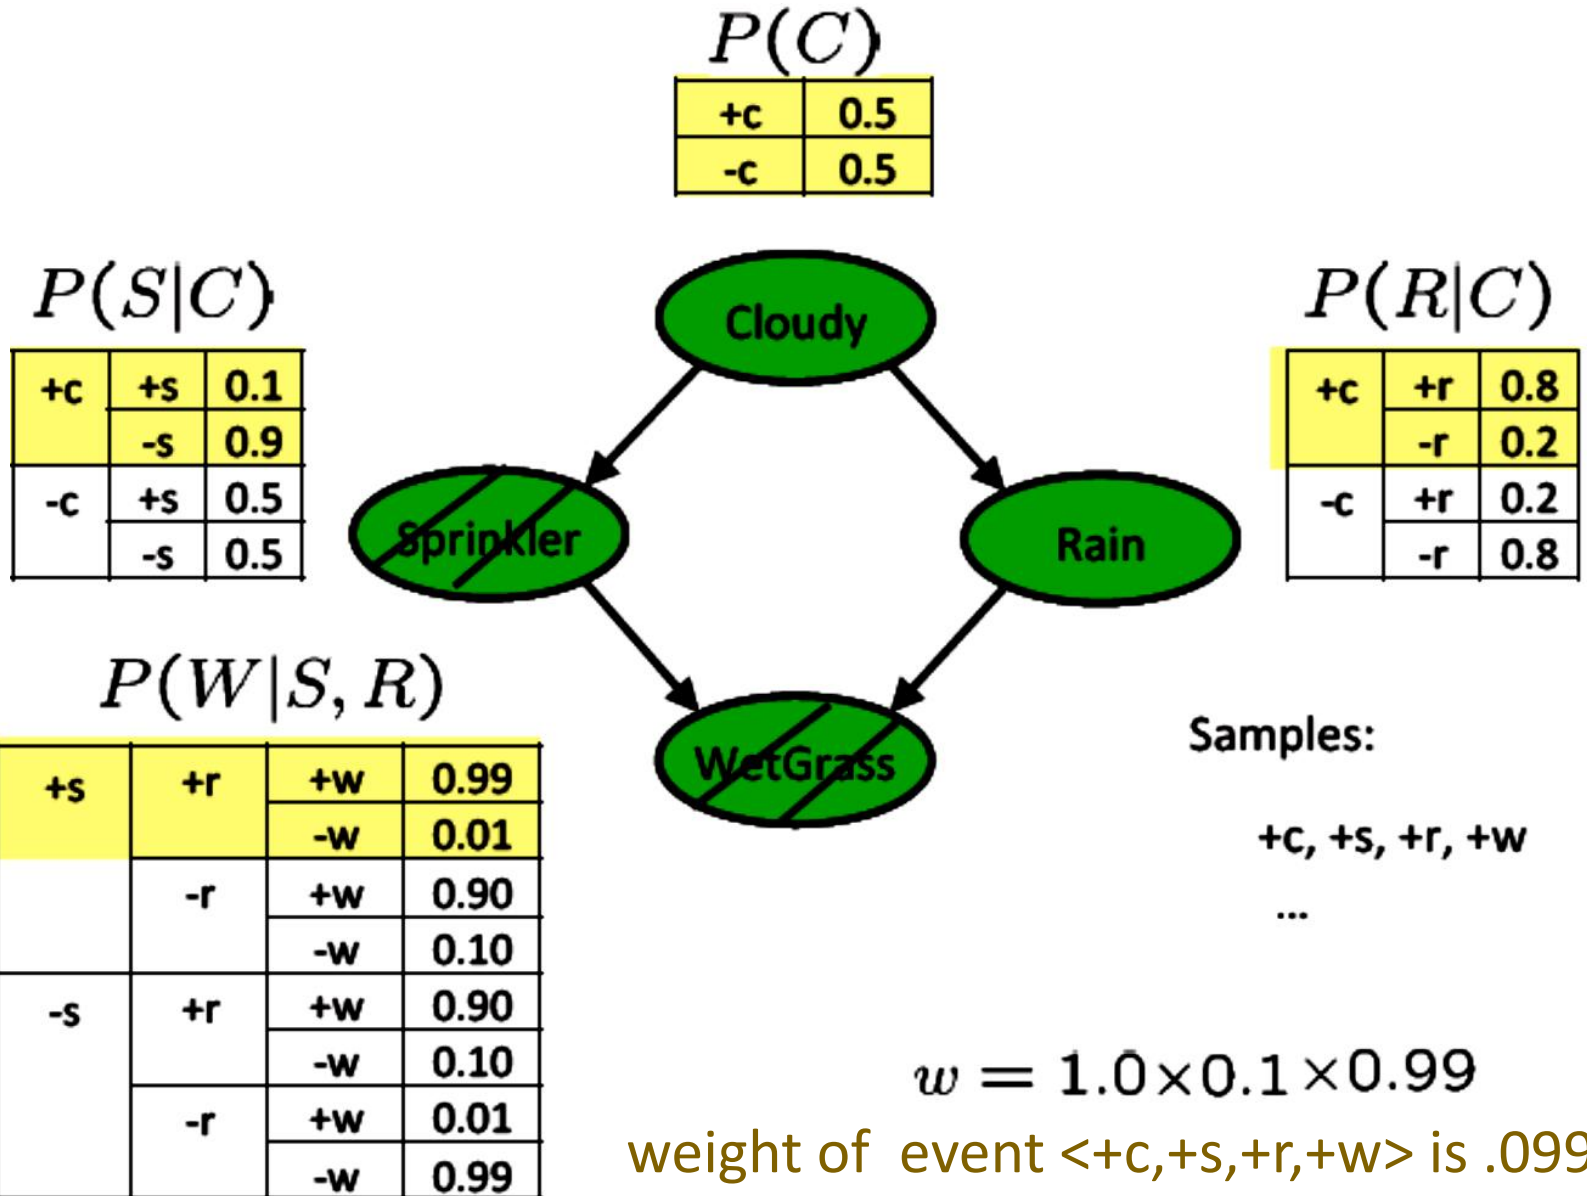 P(C)
+c 0.5
-c 0.5
P(S|C)
+c +s 0.1
-s 0.9
-c +s 0.5
-s 0.5
Cloudy
P(R|C)
+c +r 0.8
-r 0.2
-c +r 0.2
-r 0.8
Sprinkler
Rain
P(W|S, R)
+s +r +w 0.99
-w 0.01
-r +w 0.90
-w 0.10
-s +r +w 0.90
-w 0.10
-r +w 0.01
-w 0.99
WetGrass
Samples:
+c, +s, +r, +w
...
w = 1.0×0.1×0.99
weight of event <+c,+s,+r,+w> is .099